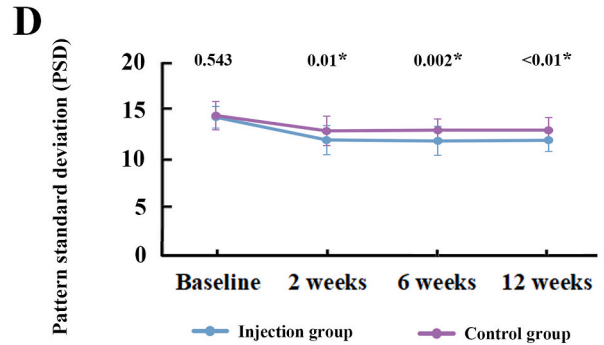 D
Pattern standard deviation (PSD)
0.543 0.01* 0.002* <0.01*
20
15
10
5
0
Baseline 2 weeks 6 weeks 12 weeks
Injection group Control group